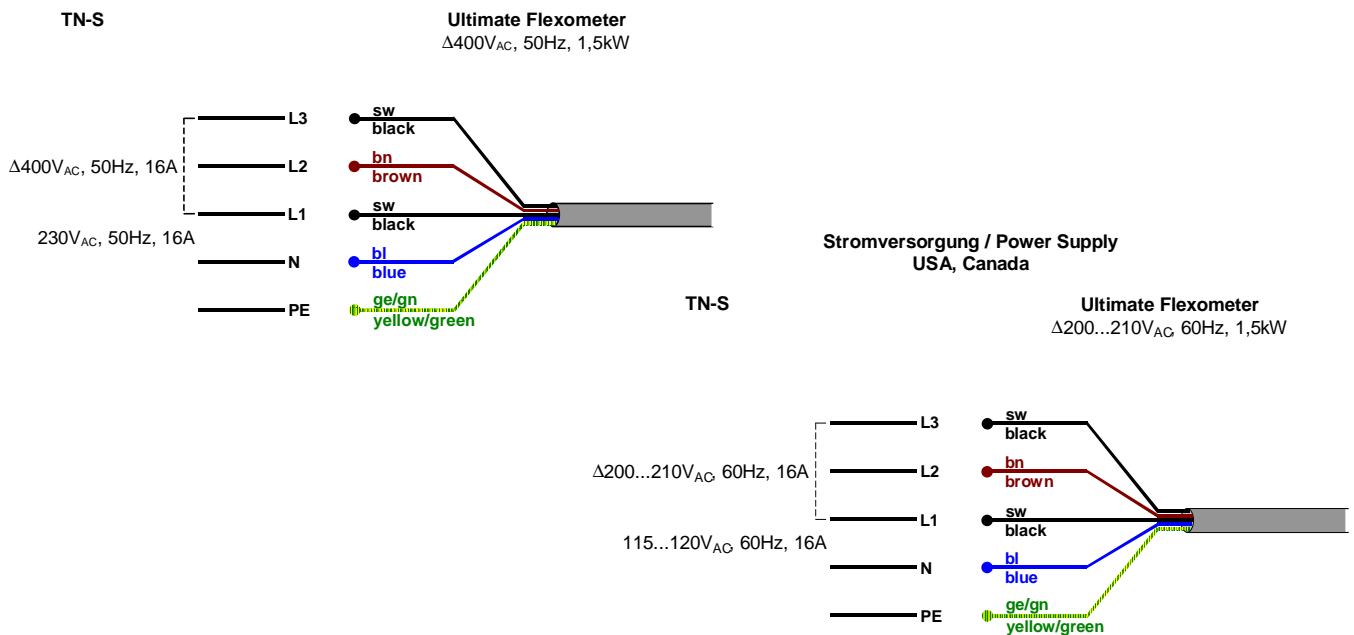 TN-S
Ultimate Flexometer
Δ400VAC, 50Hz, 1,5kW
L3
sw
black
Δ400VAC, 50Hz, 16A
L2
bn
brown
L1
sw
black
230VAC, 50Hz, 16A
N
bl
blue
PE
ge/gn
yellow/green
Stromversorgung / Power Supply
USA, Canada
TN-S
Ultimate Flexometer
Δ200...210VAC, 60Hz, 1,5kW
L3
sw
black
Δ200...210VAC, 60Hz, 16A
L2
bn
brown
L1
sw
black
115...120VAC, 60Hz, 16A
N
bl
blue
PE
ge/gn
yellow/green